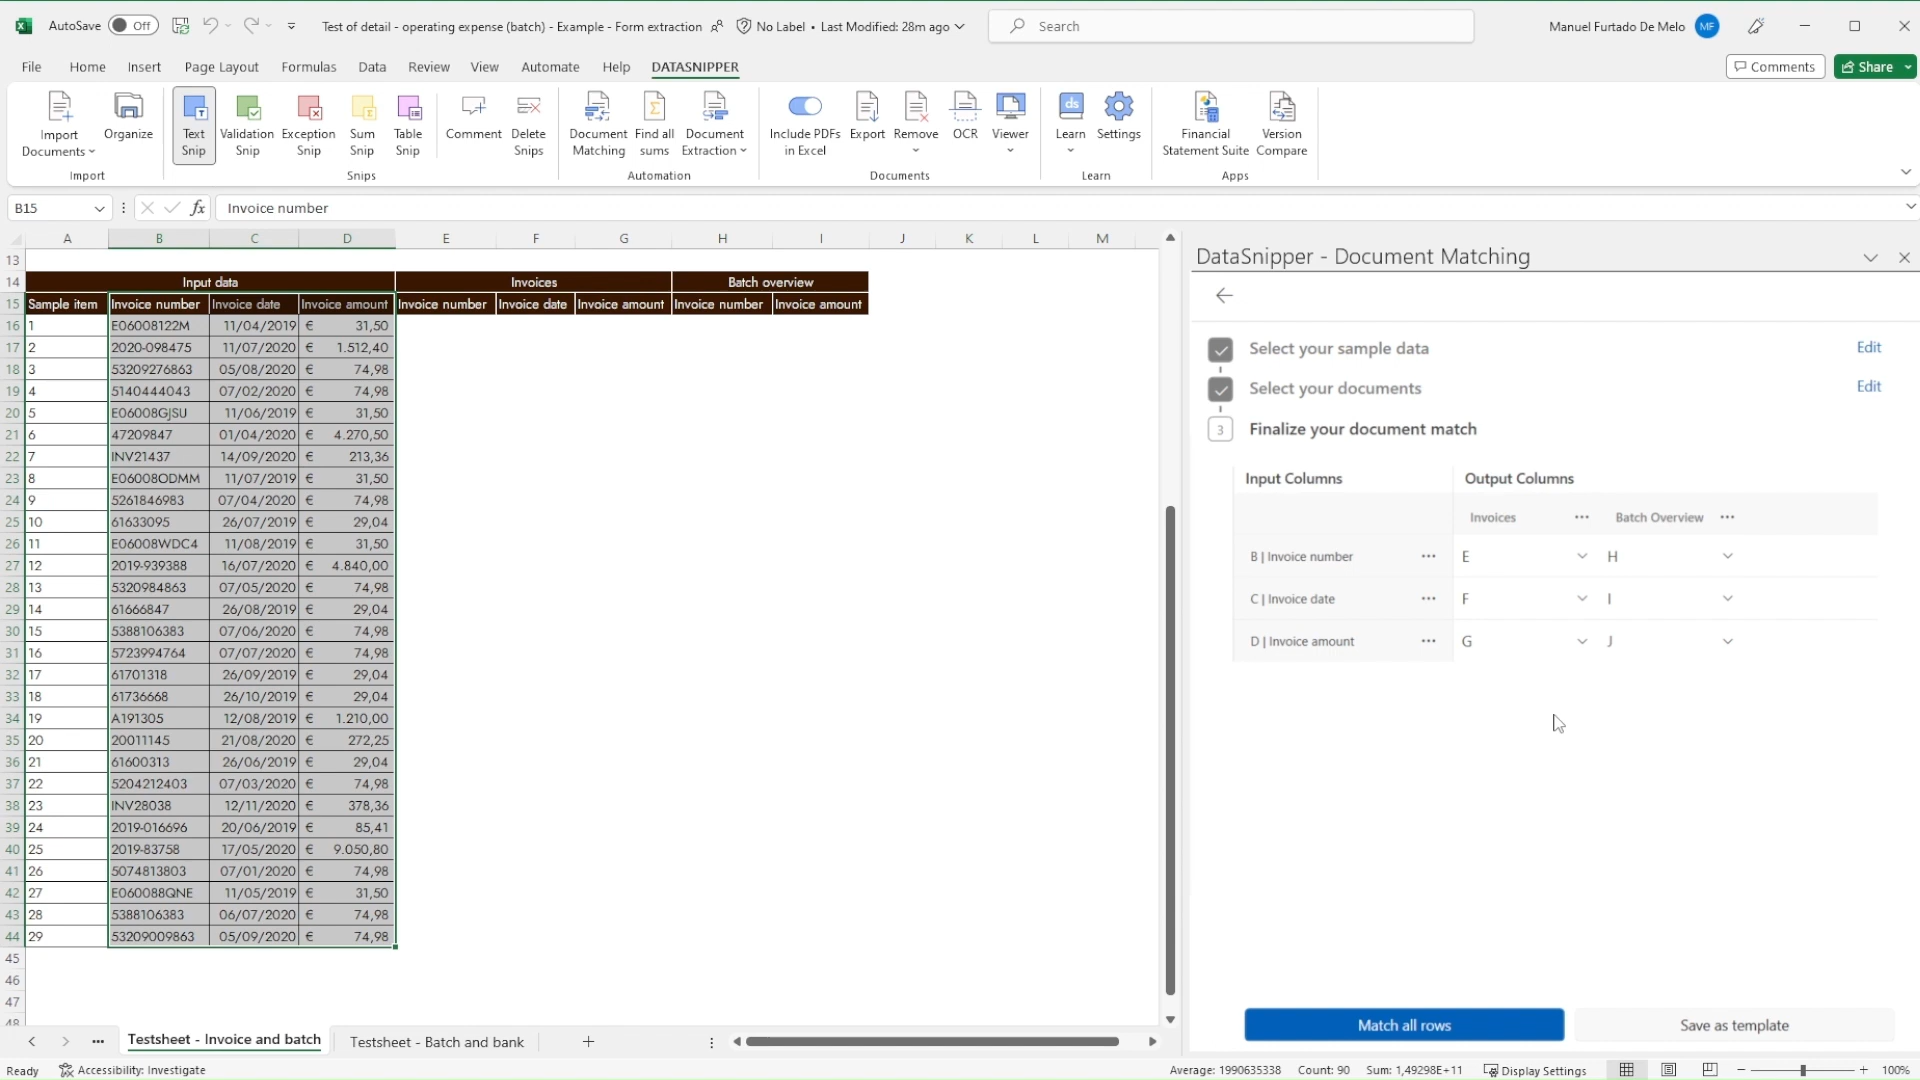 AutoSave Off Test of detail - operating expense (batch) - Example - Form extraction No Label • Last Modified: 28m ago Search Manuel Furtado De Melo MF
File Home Insert Page Layout Formulas Data Review View Automate Help DATASNIPPER Comments Share
Import Documents Organize Text Snip Validation Snip Exception Snip Sum Snip Table Snip Comment Delete Snips Document Matching Find all sums Document Extraction Include PDFs in Excel Export Remove OCR Viewer ds Learn Settings Financial Statement Suite Version Compare
Import Snips Automation Documents Learn Apps
B15 fx Invoice number
A B C D E F G H I J K L M
DataSnipper - Document Matching
13
14 Input data Invoices Batch overview
15 Sample item Invoice number Invoice date Invoice amount Invoice number Invoice date Invoice amount Invoice number Invoice amount
16 1 E06008122M 11/04/2019 € 31,50
17 2 2020-098475 11/07/2020 € 1.512,40
18 3 53209276863 05/08/2020 € 74,98
19 4 5140444043 07/02/2020 € 74,98
20 5 E06008GJSU 11/06/2019 € 31,50
21 6 47209847 01/04/2020 € 4.270,50
22 7 INV21437 14/09/2020 € 213,36
23 8 E06008ODMM 11/07/2019 € 31,50
24 9 5261846983 07/04/2020 € 74,98
25 10 61633095 26/07/2019 € 29,04
26 11 E06008WDC4 11/08/2019 € 31,50
27 12 2019-939388 16/07/2020 € 4.840,00
28 13 5320984863 07/05/2020 € 74,98
29 14 61666847 26/08/2019 € 29,04
30 15 5388106383 07/06/2020 € 74,98
31 16 5723994764 07/07/2020 € 74,98
32 17 61701318 26/09/2019 € 29,04
33 18 61736668 26/10/2019 € 29,04
34 19 A191305 12/08/2019 € 1.210,00
35 20 20011145 21/08/2020 € 272,25
36 21 61600313 26/06/2019 € 29,04
37 22 5204212403 07/03/2020 € 74,98
38 23 INV28038 12/11/2020 € 378,36
39 24 2019-016696 20/06/2019 € 85,41
40 25 2019-83758 17/05/2020 € 9.050,80
41 26 5074813803 07/01/2020 € 74,98
42 27 E060088QNE 11/05/2019 € 31,50
43 28 5388106383 06/07/2020 € 74,98
44 29 53209009863 05/09/2020 € 74,98
45
46
47
48
Select your sample data Edit
Select your documents Edit
3 Finalize your document match
Input Columns Output Columns
Invoices ··· Batch Overview ···
B | Invoice number ··· E H
C | Invoice date ··· F I
D | Invoice amount ··· G J
Match all rows Save as template
··· Testsheet - Invoice and batch Testsheet - Batch and bank +
Ready Accessibility: Investigate Average: 1990635338 Count: 90 Sum: 1,49298E+11 Display Settings - + 100%